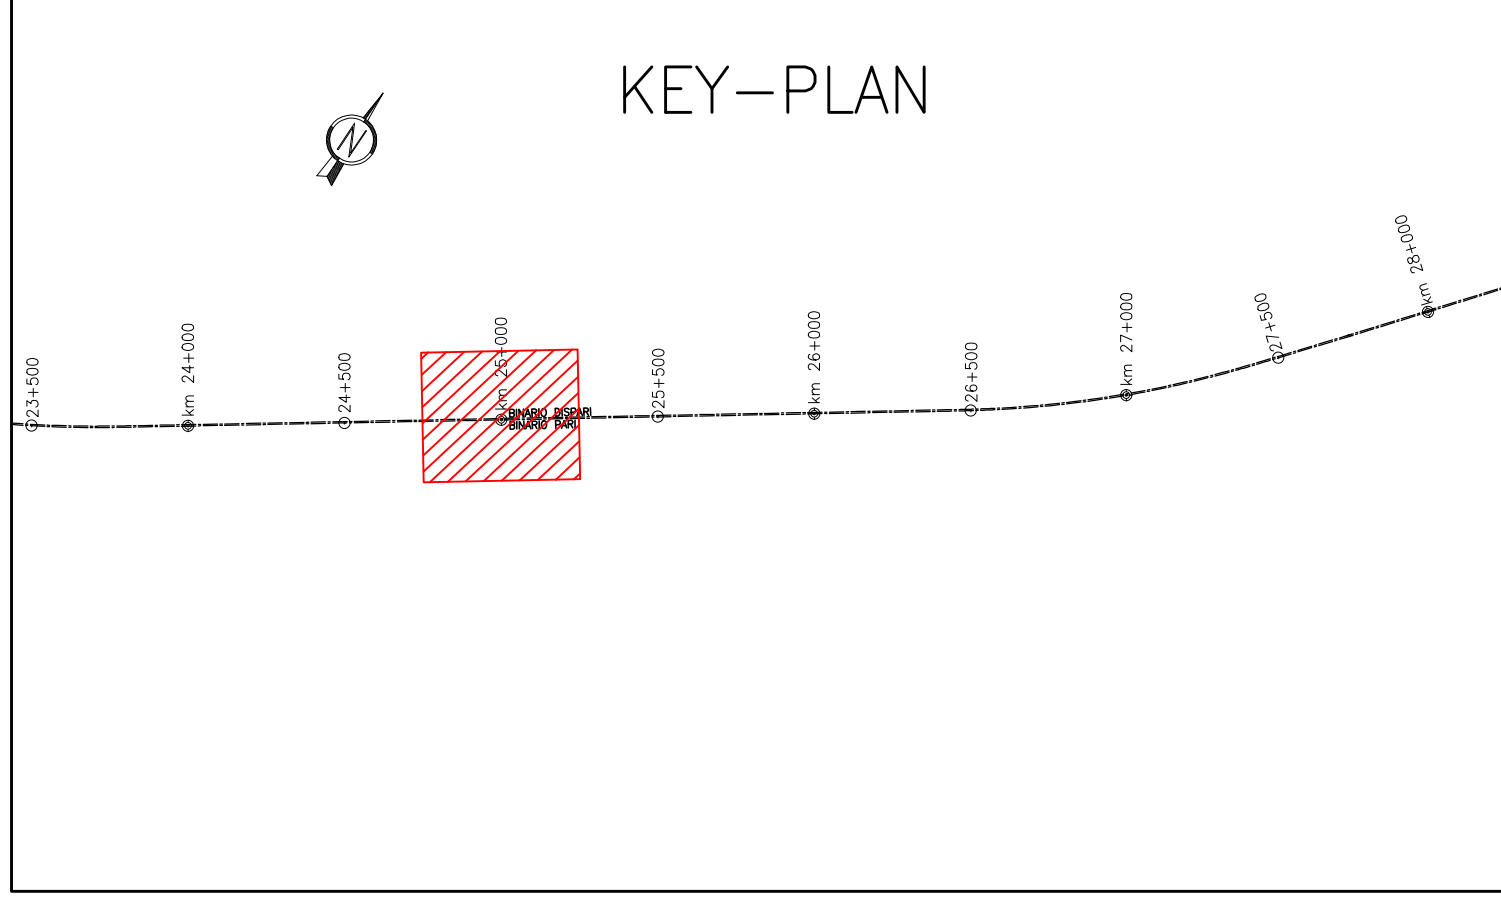 KEY-PLAN
N
23+500
km 24+000
24+500
km 25+000
BINARIO DISPARI
BINARIO PARI
25+500
km 26+000
26+500
km 27+000
27+500
km 28+000